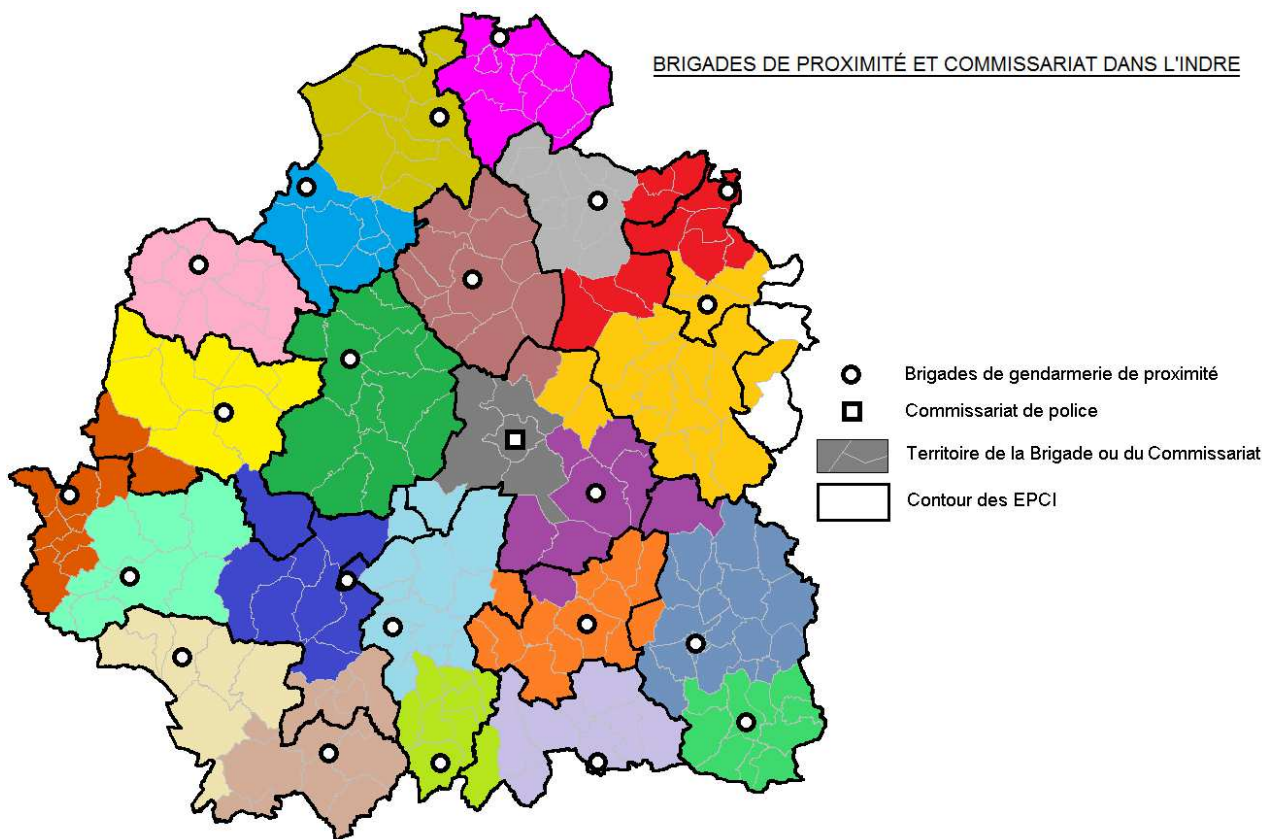 BRIGADES DE PROXIMITÉ ET COMMISSARIAT DANS L'INDRE
Brigades de gendarmerie de proximité
Commissariat de police
Territoire de la Brigade ou du Commissariat
Contour des EPCI